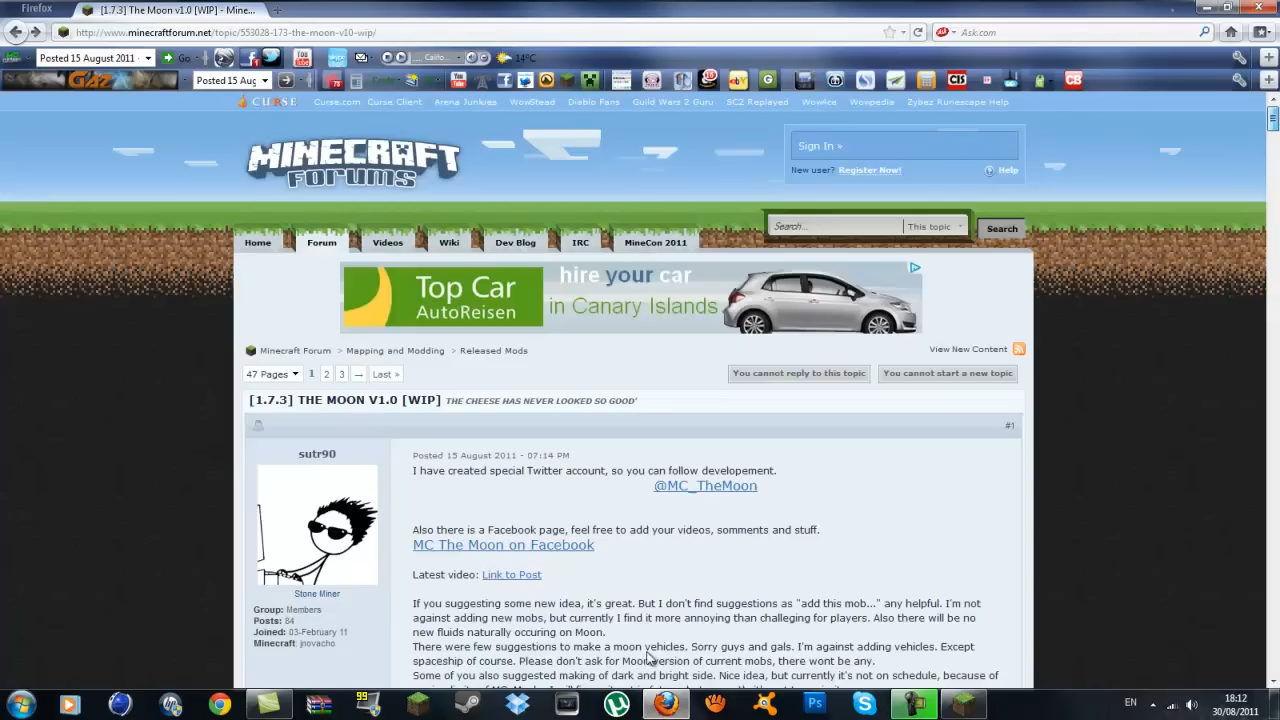 Firefox
[1.7.3] The Moon v1.0 [WIP] - Mine...
http://www.minecraftforum.net/topic/553028-173-the-moon-v10-wip/
Ask.com
Posted 15 August 2011
Go
You Tube
14°C
Posted 15 Aug
CURSE
Curse.com Curse Client Arena Junkies WowStead Diablo Fans Guild Wars 2 Guru SC2 Replayed WowAce Wowpedia Zybez Runescape Help
MINECRAFT FORUMS
Sign In »
New user? Register Now!
Help
Search...
This topic
Search
Home Forum Videos Wiki Dev Blog IRC MineCon 2011
Top Car
AutoReisen
hire your car
in Canary Islands
Minecraft Forum > Mapping and Modding > Released Mods
View New Content
47 Pages 1 2 3 → Last »
You cannot reply to this topic
You cannot start a new topic
[1.7.3] THE MOON V1.0 [WIP] THE CHEESE HAS NEVER LOOKED SO GOOD'
#1
sutr90
Stone Miner
Group: Members
Posts: 84
Joined: 03-February 11
Minecraft: jnovacho
Posted 15 August 2011 - 07:14 PM
I have created special Twitter account, so you can follow developement.
@MC_TheMoon
Also there is a Facebook page, feel free to add your videos, somments and stuff.
MC The Moon on Facebook
Latest video: Link to Post
If you suggesting some new idea, it's great. But I don't find suggestions as "add this mob..." any helpful. I'm not
against adding new mobs, but currently I find it more annoying than challeging for players. Also there will be no
new fluids naturally occuring on Moon.
There were few suggestions to make a moon vehicles. Sorry guys and gals. I'm against adding vehicles. Except
spaceship of course. Please don't ask for Moon version of current mobs, there wont be any.
Some of you also suggested making of dark and bright side. Nice idea, but currently it's not on schedule, because of
EN
18:12
30/08/2011